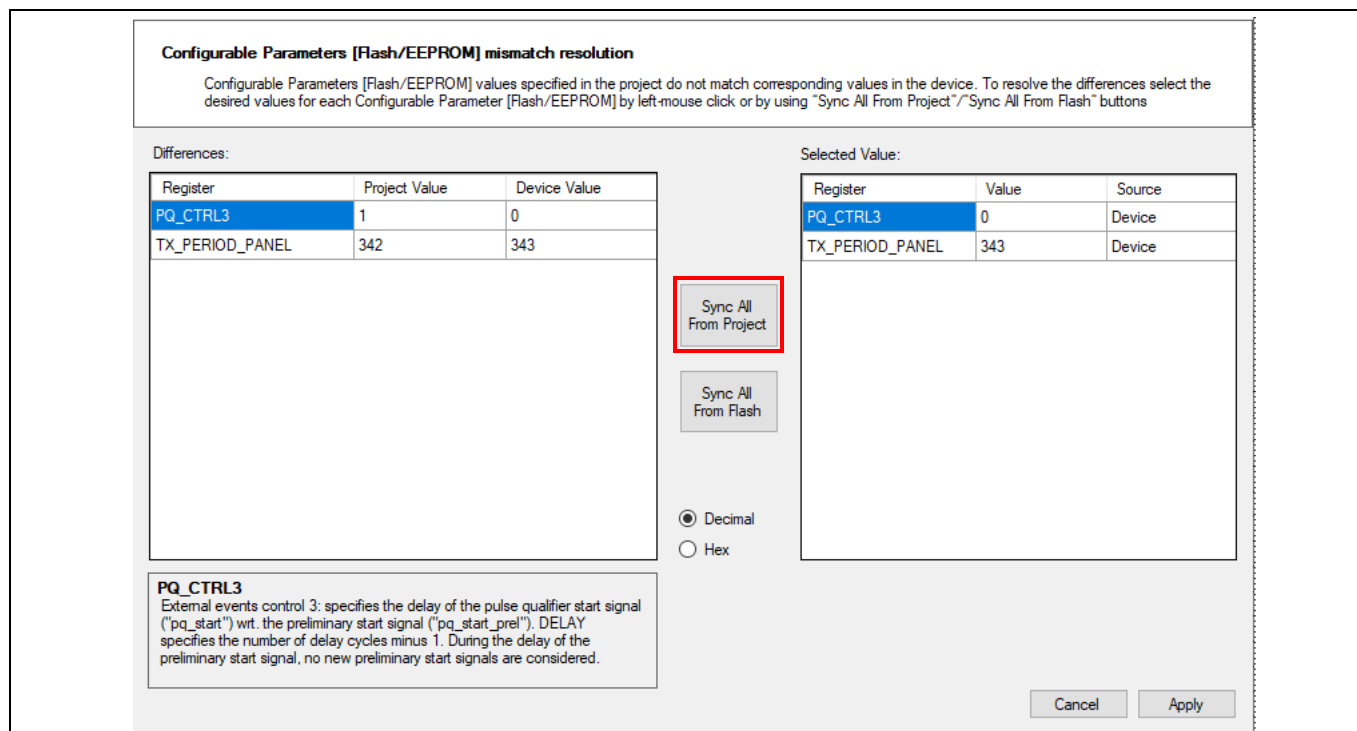 Configurable Parameters [Flash/EEPROM] mismatch resolution
Configurable Parameters [Flash/EEPROM] values specified in the project do not match corresponding values in the device. To resolve the differences select the
desired values for each Configurable Parameter [Flash/EEPROM] by left-mouse click or by using "Sync All From Project"/"Sync All From Flash" buttons
Differences:
Register Project Value Device Value
PQ_CTRL3 1 0
TX_PERIOD_PANEL 342 343
Sync All
From Project
Sync All
From Flash
Decimal
Hex
Selected Value:
Register Value Source
PQ_CTRL3 0 Device
TX_PERIOD_PANEL 343 Device
PQ_CTRL3
External events control 3: specifies the delay of the pulse qualifier start signal
("pq_start") wrt. the preliminary start signal ("pq_start_prel"). DELAY
specifies the number of delay cycles minus 1. During the delay of the
preliminary start signal, no new preliminary start signals are considered.
Cancel Apply